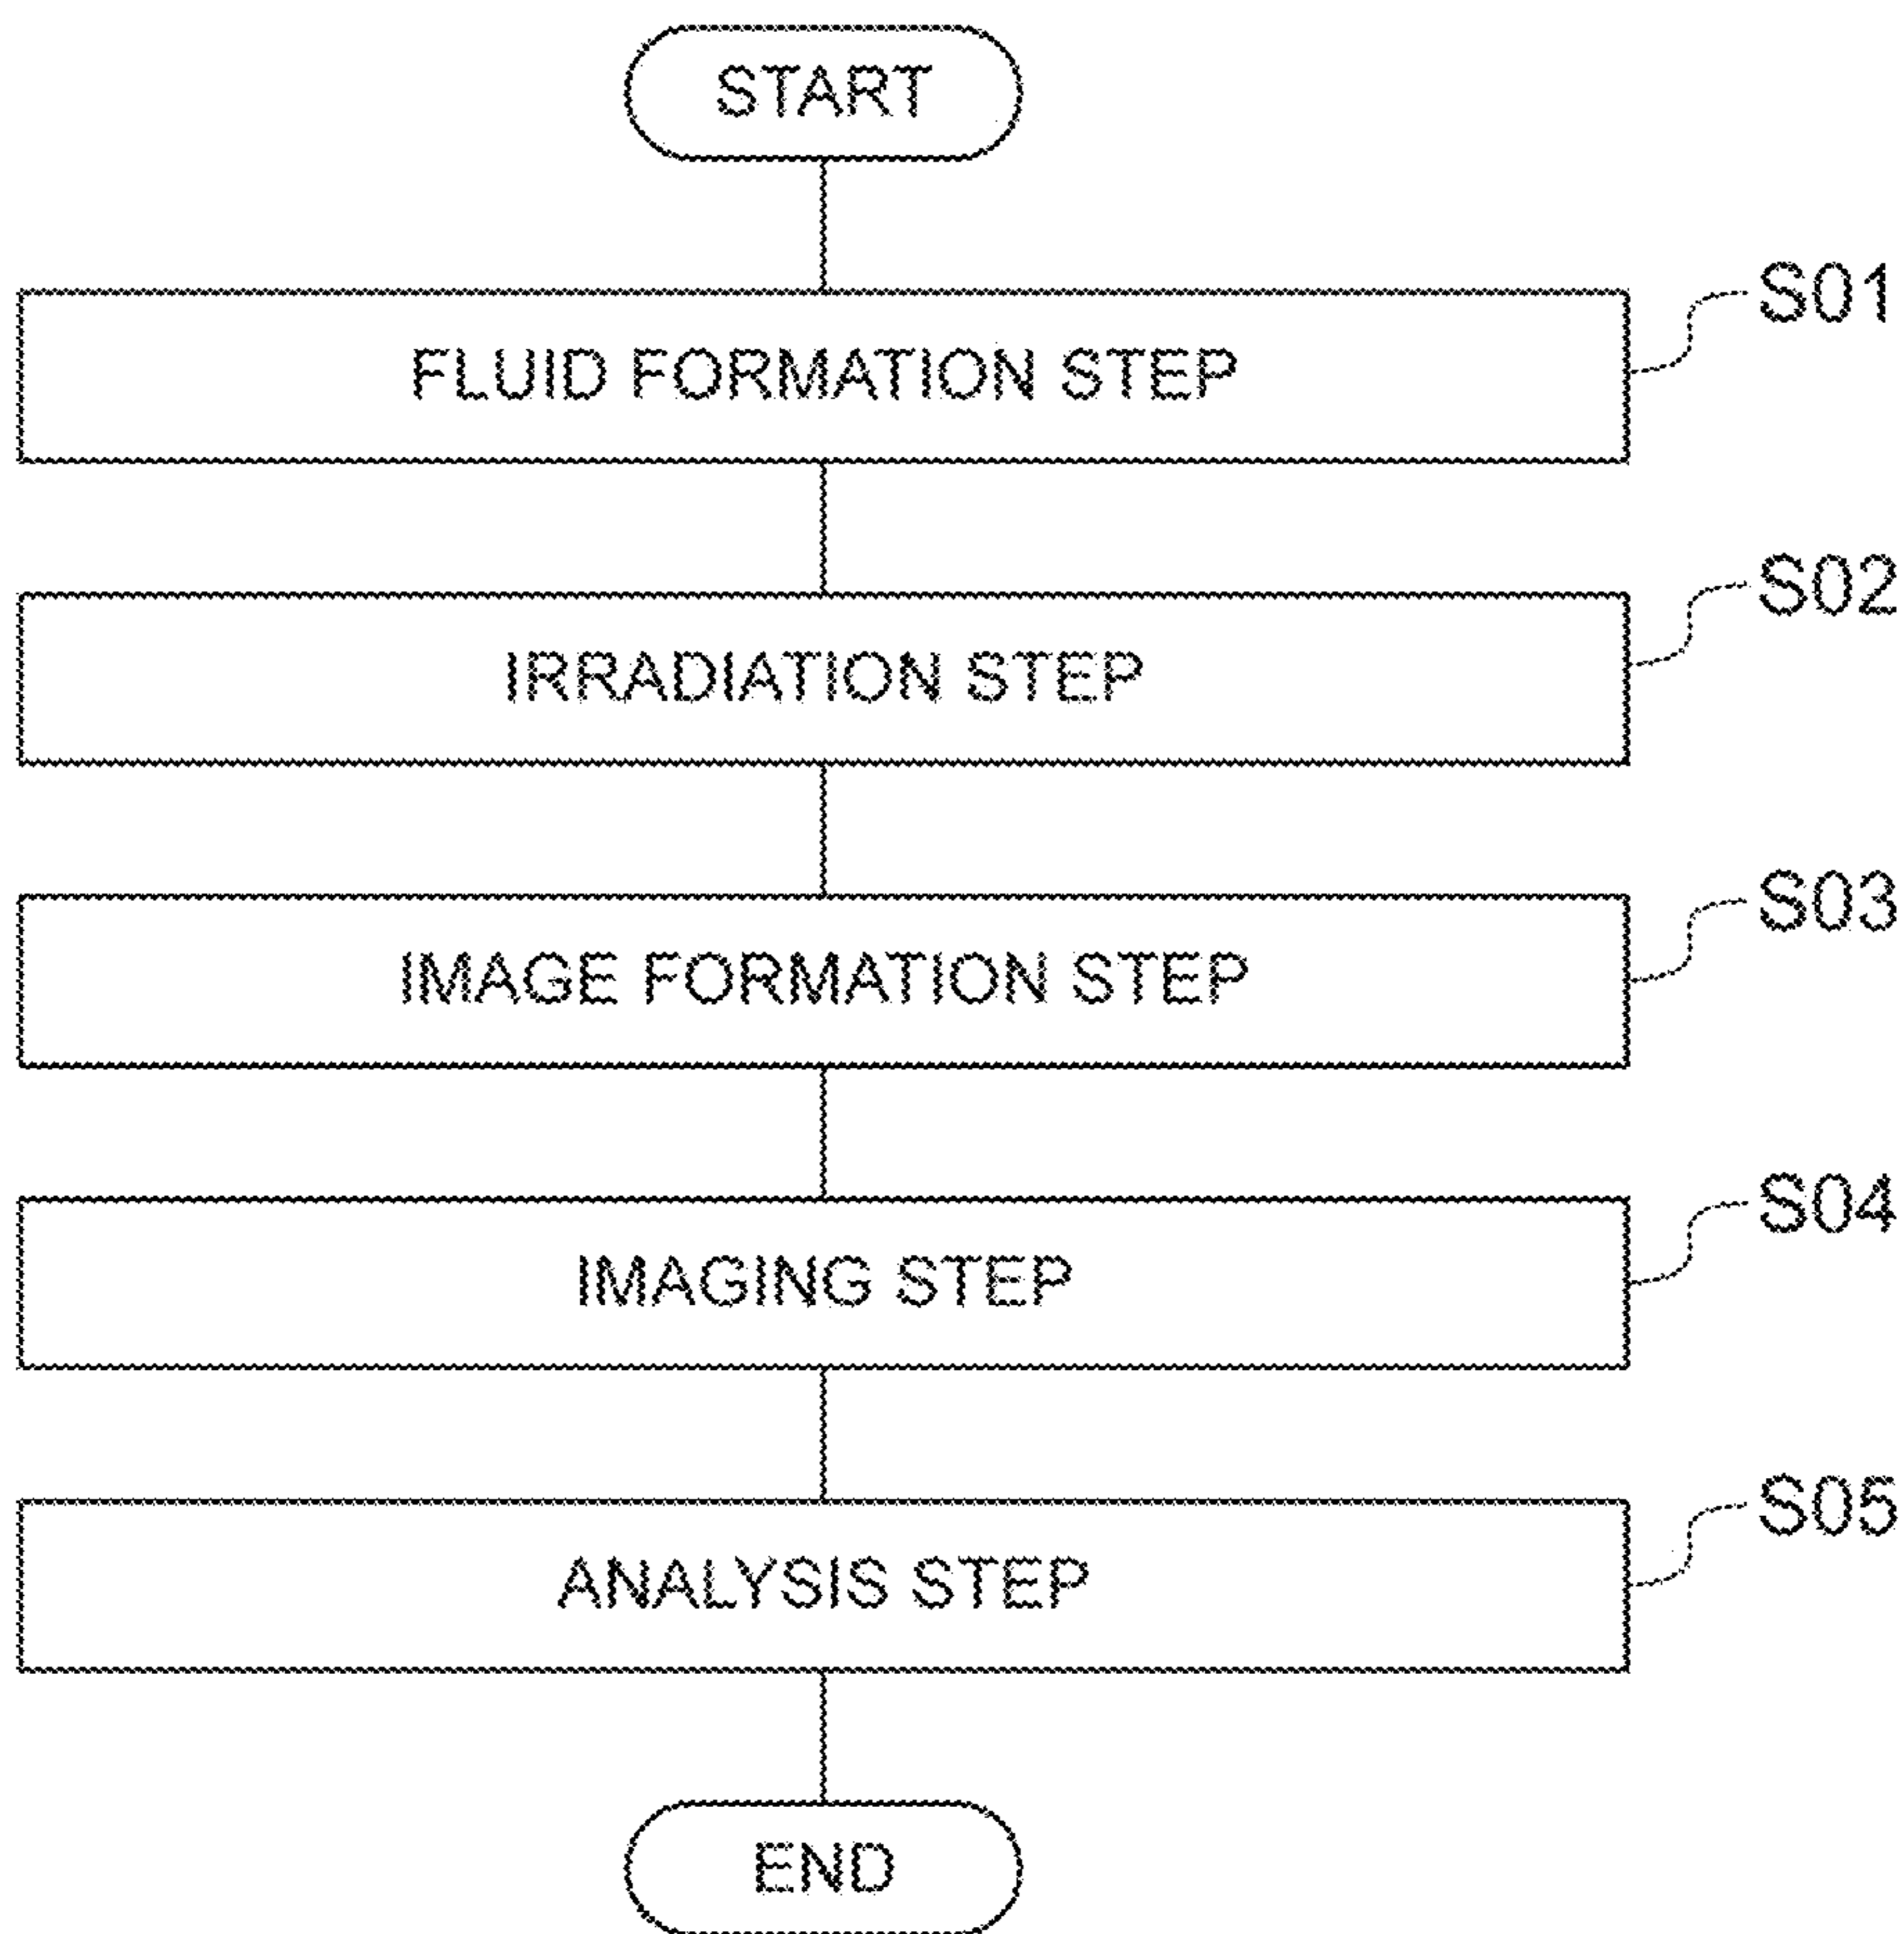 START
S01
FLUID FORMATION STEP
S02
IRRADIATION STEP
S03
IMAGE FORMATION STEP
S04
IMAGING STEP
S05
ANALYSIS STEP
END